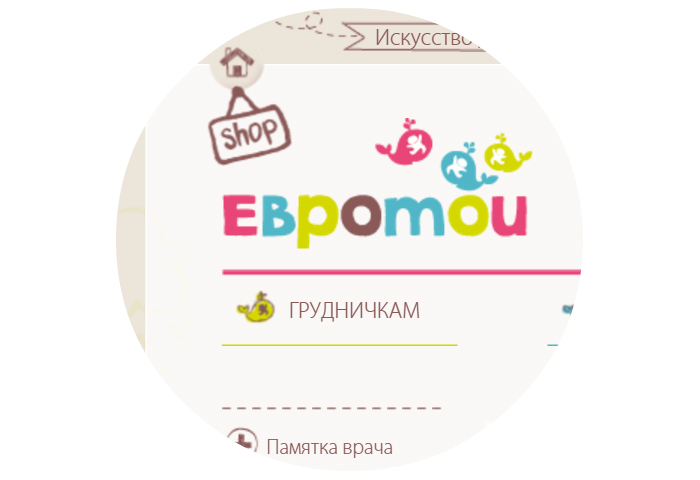 Искусство
shop
Евротои
ГРУДНИЧКАМ
Памятка врача